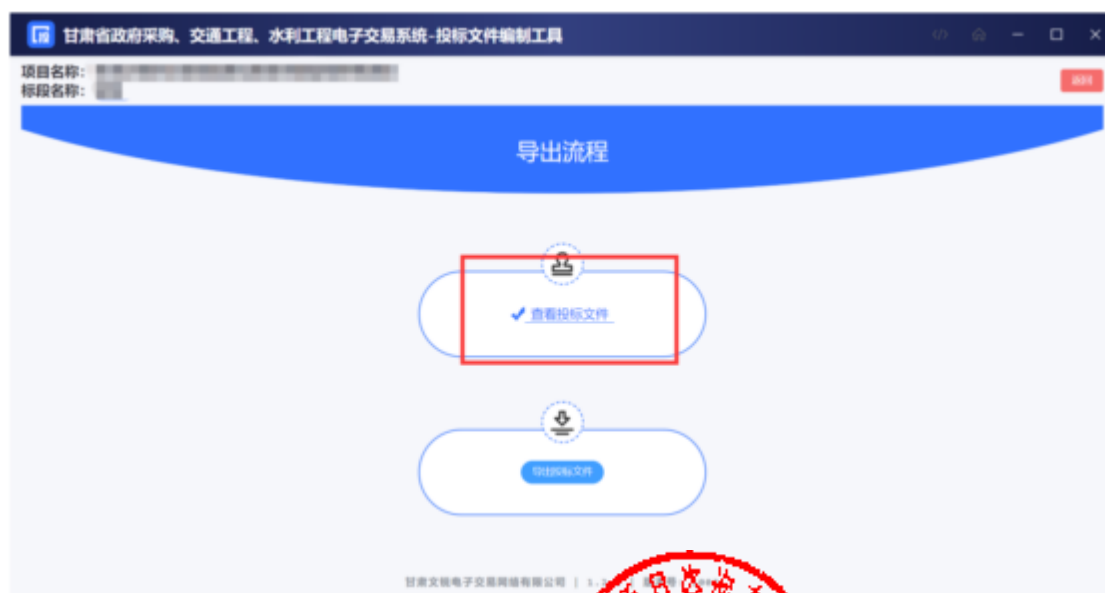 甘肃省政府采购、交通工程、水利工程电子交易系统-投标文件编制工具
项目名称：
标段名称：
返回
导出流程
查看投标文件
导出投标文件
甘肃文锐电子交易网络有限公司 |